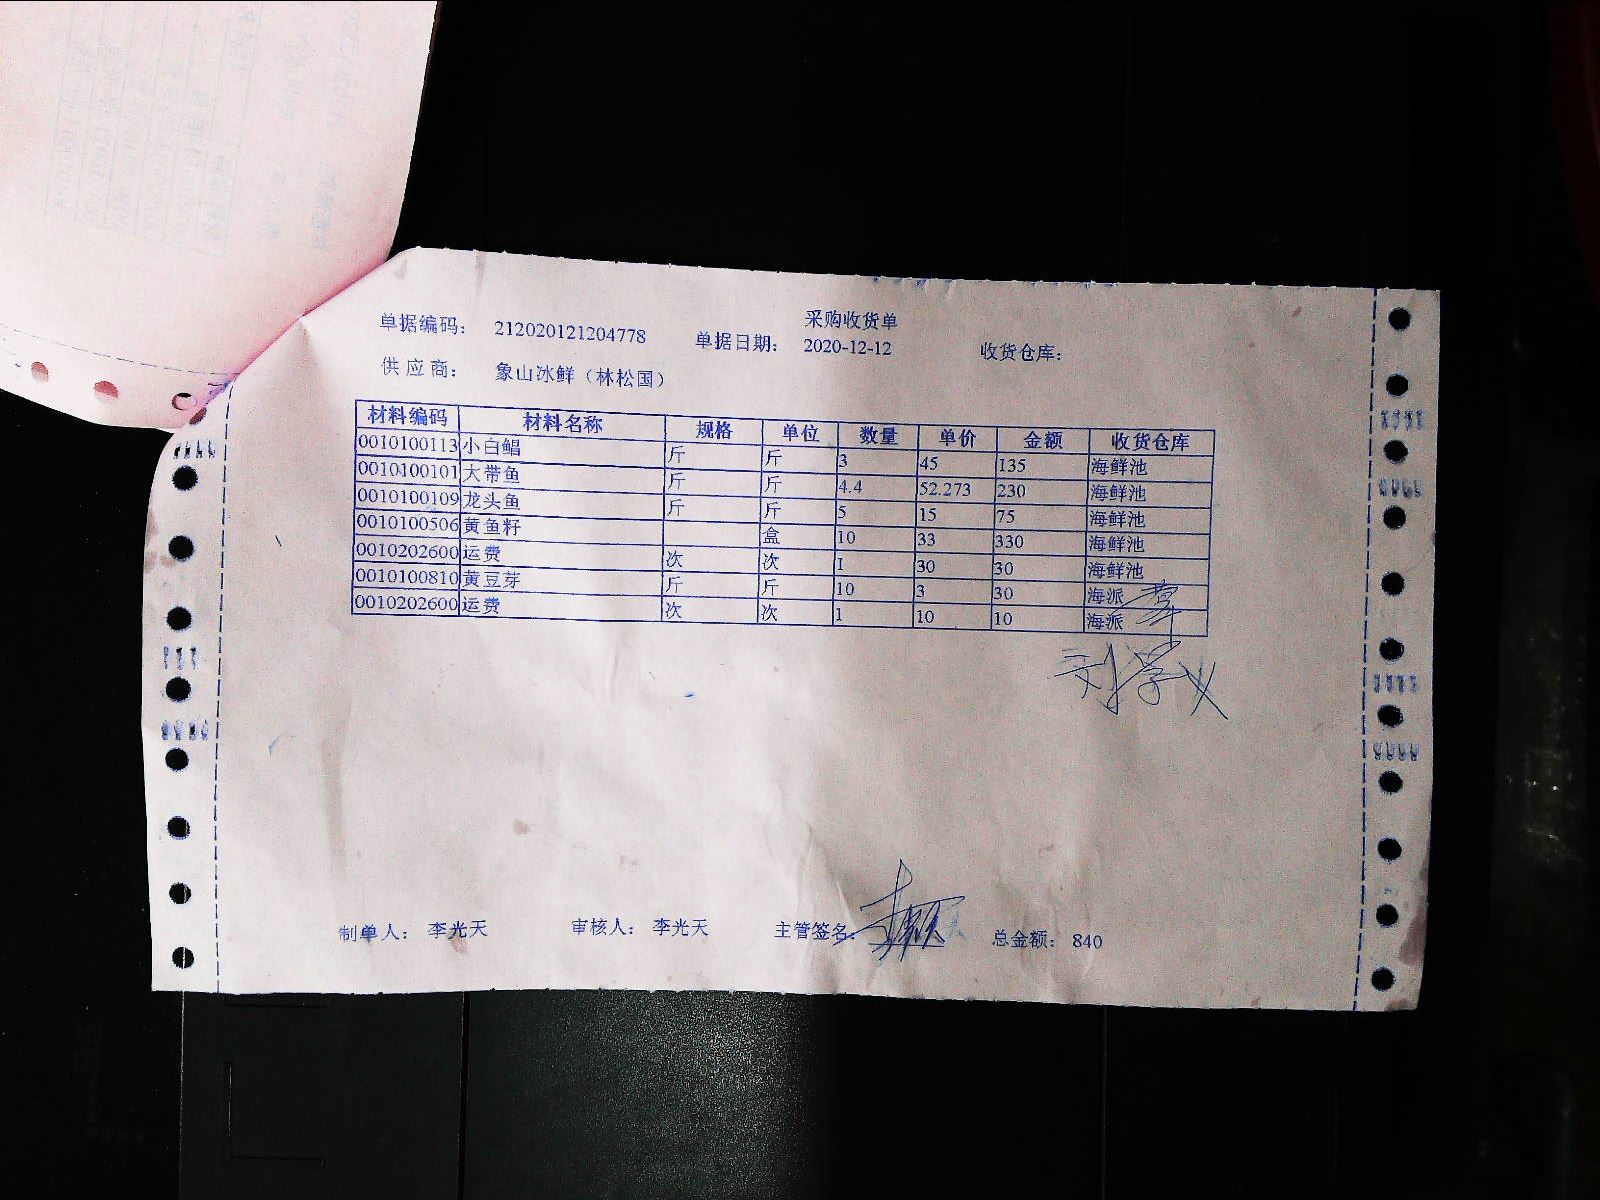 采购收货单
单据编码： 212020121204778 单据日期： 2020-12-12 收货仓库：
供应商： 象山冰鲜（林松国）
材料编码 材料名称 规格 单位 数量 单价 金额 收货仓库
0010100113 小白鲳 斤 斤 3 45 135 海鲜池
0010100101 大带鱼 斤 斤 4.4 52.273 230 海鲜池
0010100109 龙头鱼 斤 斤 5 15 75 海鲜池
0010100506 黄鱼籽 盒 10 33 330 海鲜池
0010202600 运费 次 次 1 30 30 海鲜池
0010100810 黄豆芽 斤 斤 10 3 30 海派
0010202600 运费 次 次 1 10 10 海派
刘学义
制单人： 李光天 审核人： 李光天 主管签名： 总金额： 840